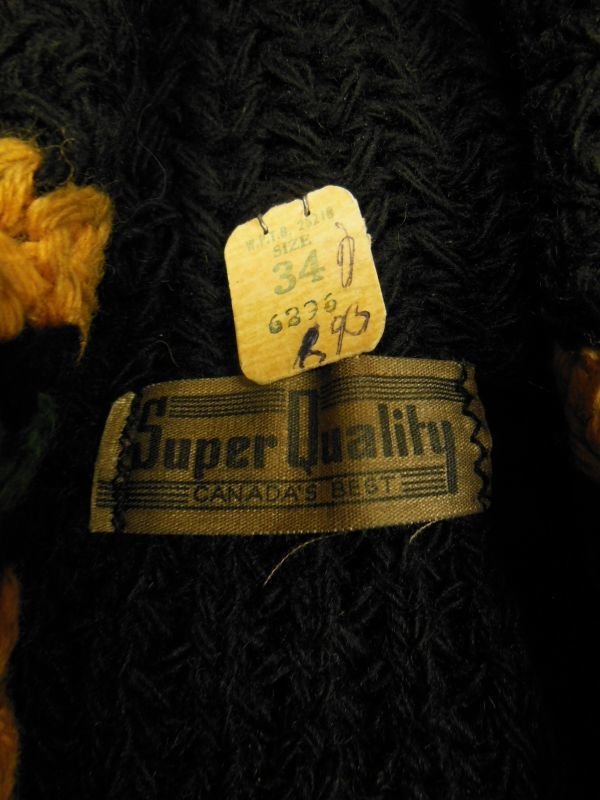 SIZE
34
6896
Super Quality
CANADA'S BEST